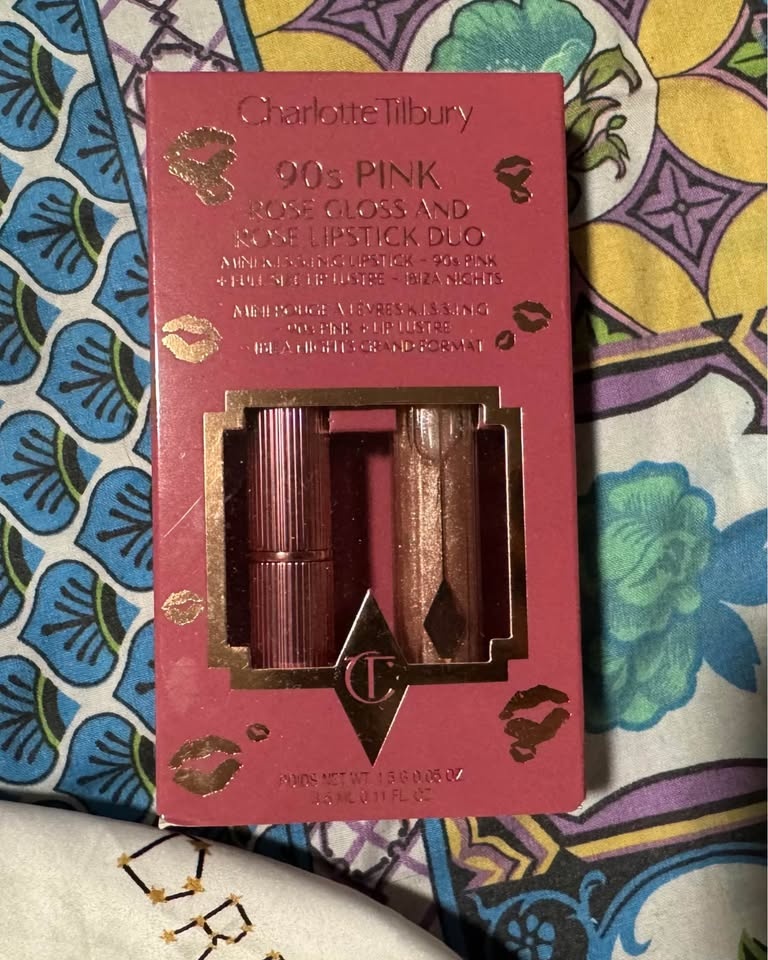 Charlotte Tilbury
90s PINK
ROSE GLOSS AND
ROSE LIPSTICK DUO
MINI K.I.S.S.I.N.G LIPSTICK - 90s PINK
+ FULL SIZE LIP LUSTRE - IBIZA NIGHTS
MINI ROUGE À LÈVRES K.I.S.S.I.N.G
- 90s PINK + LIP LUSTRE
- IBIZA NIGHTS GRAND FORMAT
CT
POIDS NET WT. 1.5 G 0.05 OZ
3.5 ML 0.11 FL. OZ